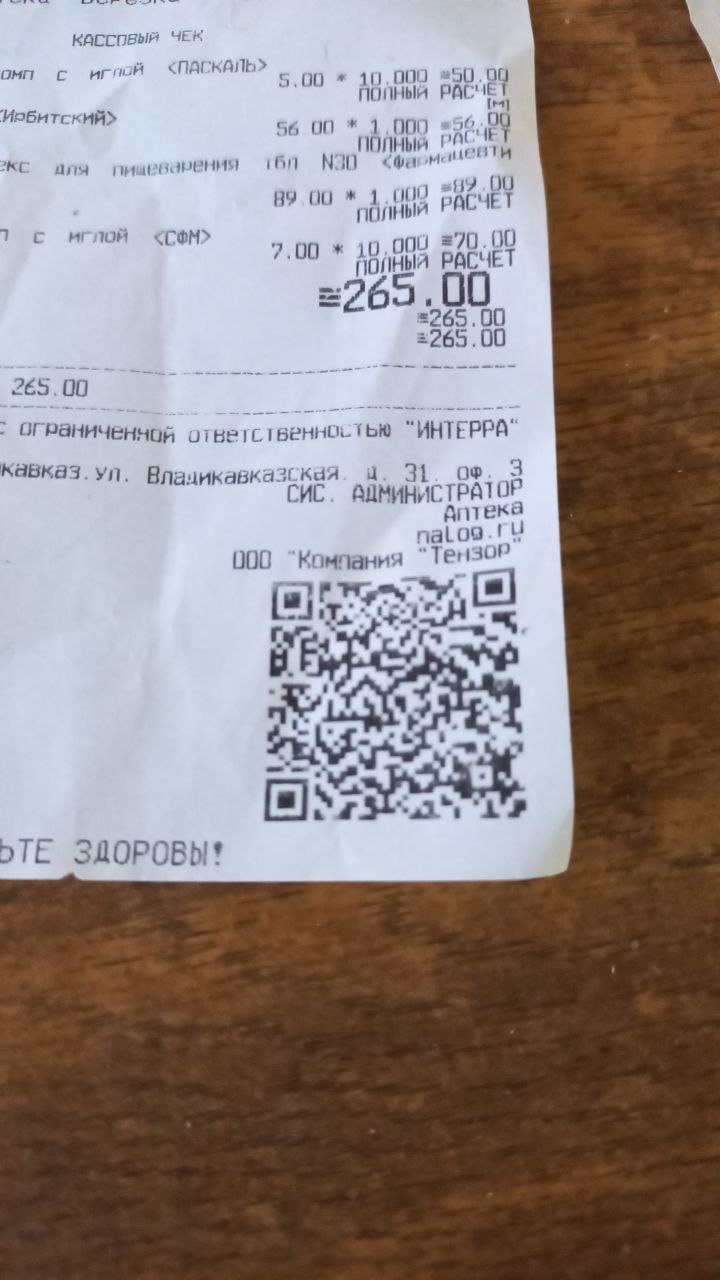 КАССОВЫЙ ЧЕК
омп с иглой <ПАСКАЛЬ>
5.00 * 10.000 ≡50.00
ПОЛНЫЙ РАСЧЕТ
[М]
<Ирбитский>
56.00 * 1.000 ≡56.00
ПОЛНЫЙ РАСЧЕТ
екс для пищеварения тбл N30 <Фармацевти
89.00 * 1.000 ≡89.00
ПОЛНЫЙ РАСЧЕТ
п с иглой <СФМ>
7.00 * 10.000 ≡70.00
ПОЛНЫЙ РАСЧЕТ
≡265.00
≡265.00
≡265.00
265.00
с ограниченной ответственностью "ИНТЕРРА"
кавказ.ул. Владикавказская. д. 31. оф. 3
СИС. АДМИНИСТРАТОР
Аптека
nalog.ru
ООО "Компания "Тензор"
ЬТЕ ЗДОРОВЫ!